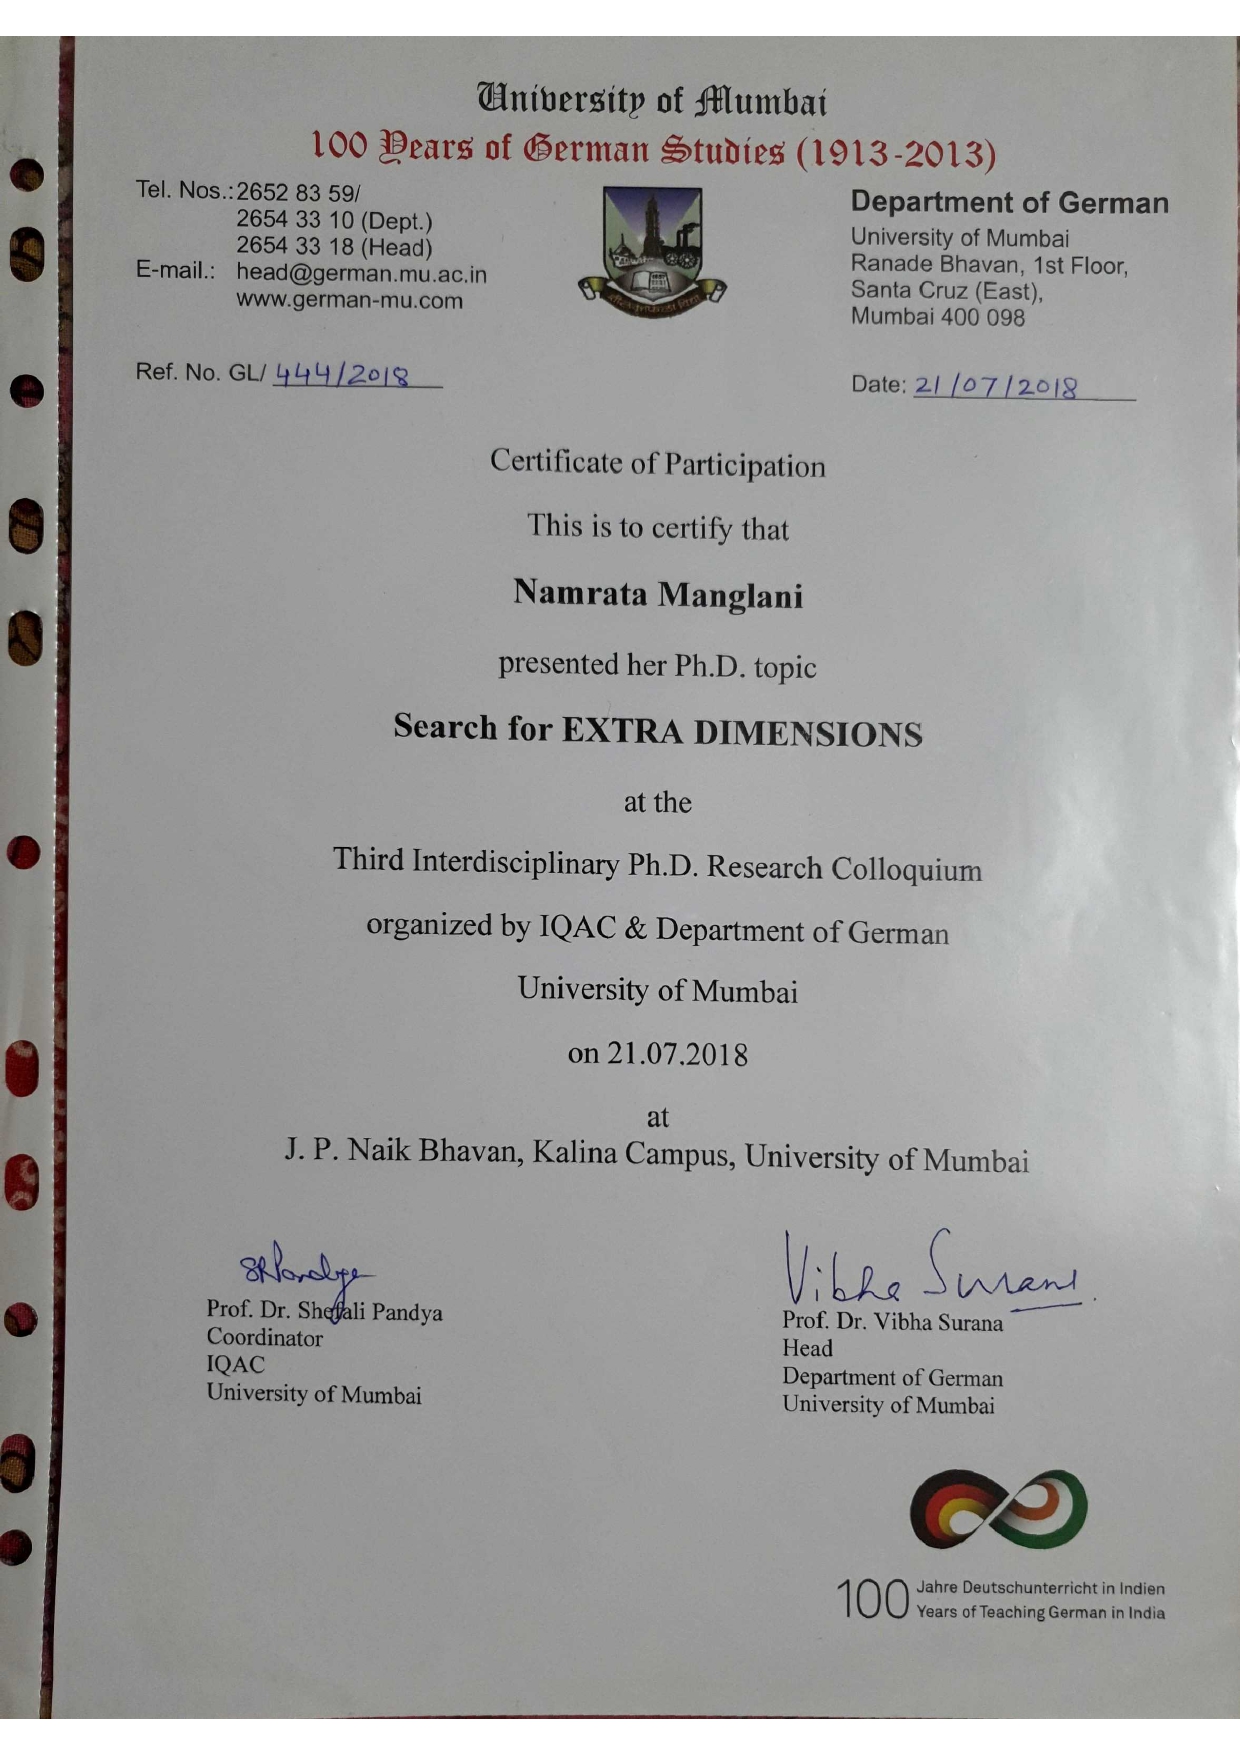 University of Mumbai
100 Years of German Studies (1913-2013)
Tel. Nos.: 2652 83 59/
2654 33 10 (Dept.)
2654 33 18 (Head)
E-mail.: head@german.mu.ac.in
www.german-mu.com
Department of German
University of Mumbai
Ranade Bhavan, 1st Floor,
Santa Cruz (East),
Mumbai 400 098
Ref. No. GL/ 444/2018
Date: 21/07/2018
Certificate of Participation
This is to certify that
Namrata Manglani
presented her Ph.D. topic
Search for EXTRA DIMENSIONS
at the
Third Interdisciplinary Ph.D. Research Colloquium
organized by IQAC & Department of German
University of Mumbai
on 21.07.2018
at
J. P. Naik Bhavan, Kalina Campus, University of Mumbai
Prof. Dr. Shefali Pandya
Coordinator
IQAC
University of Mumbai
Vibha Surana
Prof. Dr. Vibha Surana
Head
Department of German
University of Mumbai
100 Jahre Deutschunterricht in Indien
Years of Teaching German in India